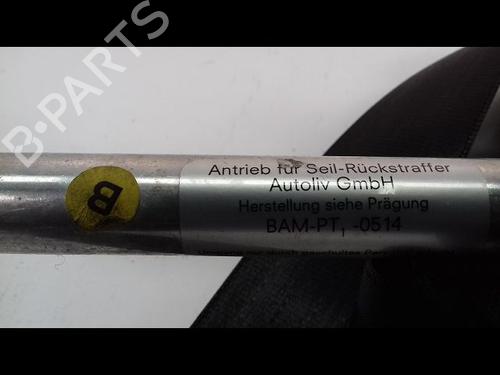 B-PARTS
B
Antrieb für Seil-Rückstraffer
Autoliv GmbH
Herstellung siehe Prägung
BAM-PT₁ -0514